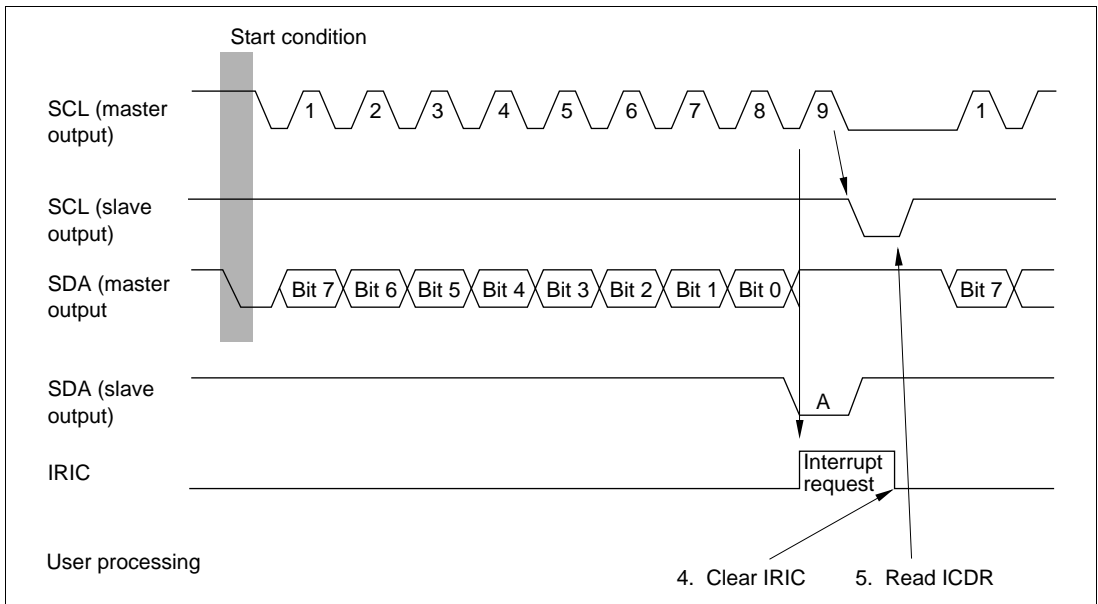 Start condition
SCL (master
output)
1 2 3 4 5 6 7 8 9 1
SCL (slave
output)
SDA (master
output
Bit 7 Bit 6 Bit 5 Bit 4 Bit 3 Bit 2 Bit 1 Bit 0 Bit 7
SDA (slave
output)
A
IRIC
Interrupt
request
User processing
4. Clear IRIC 5. Read ICDR